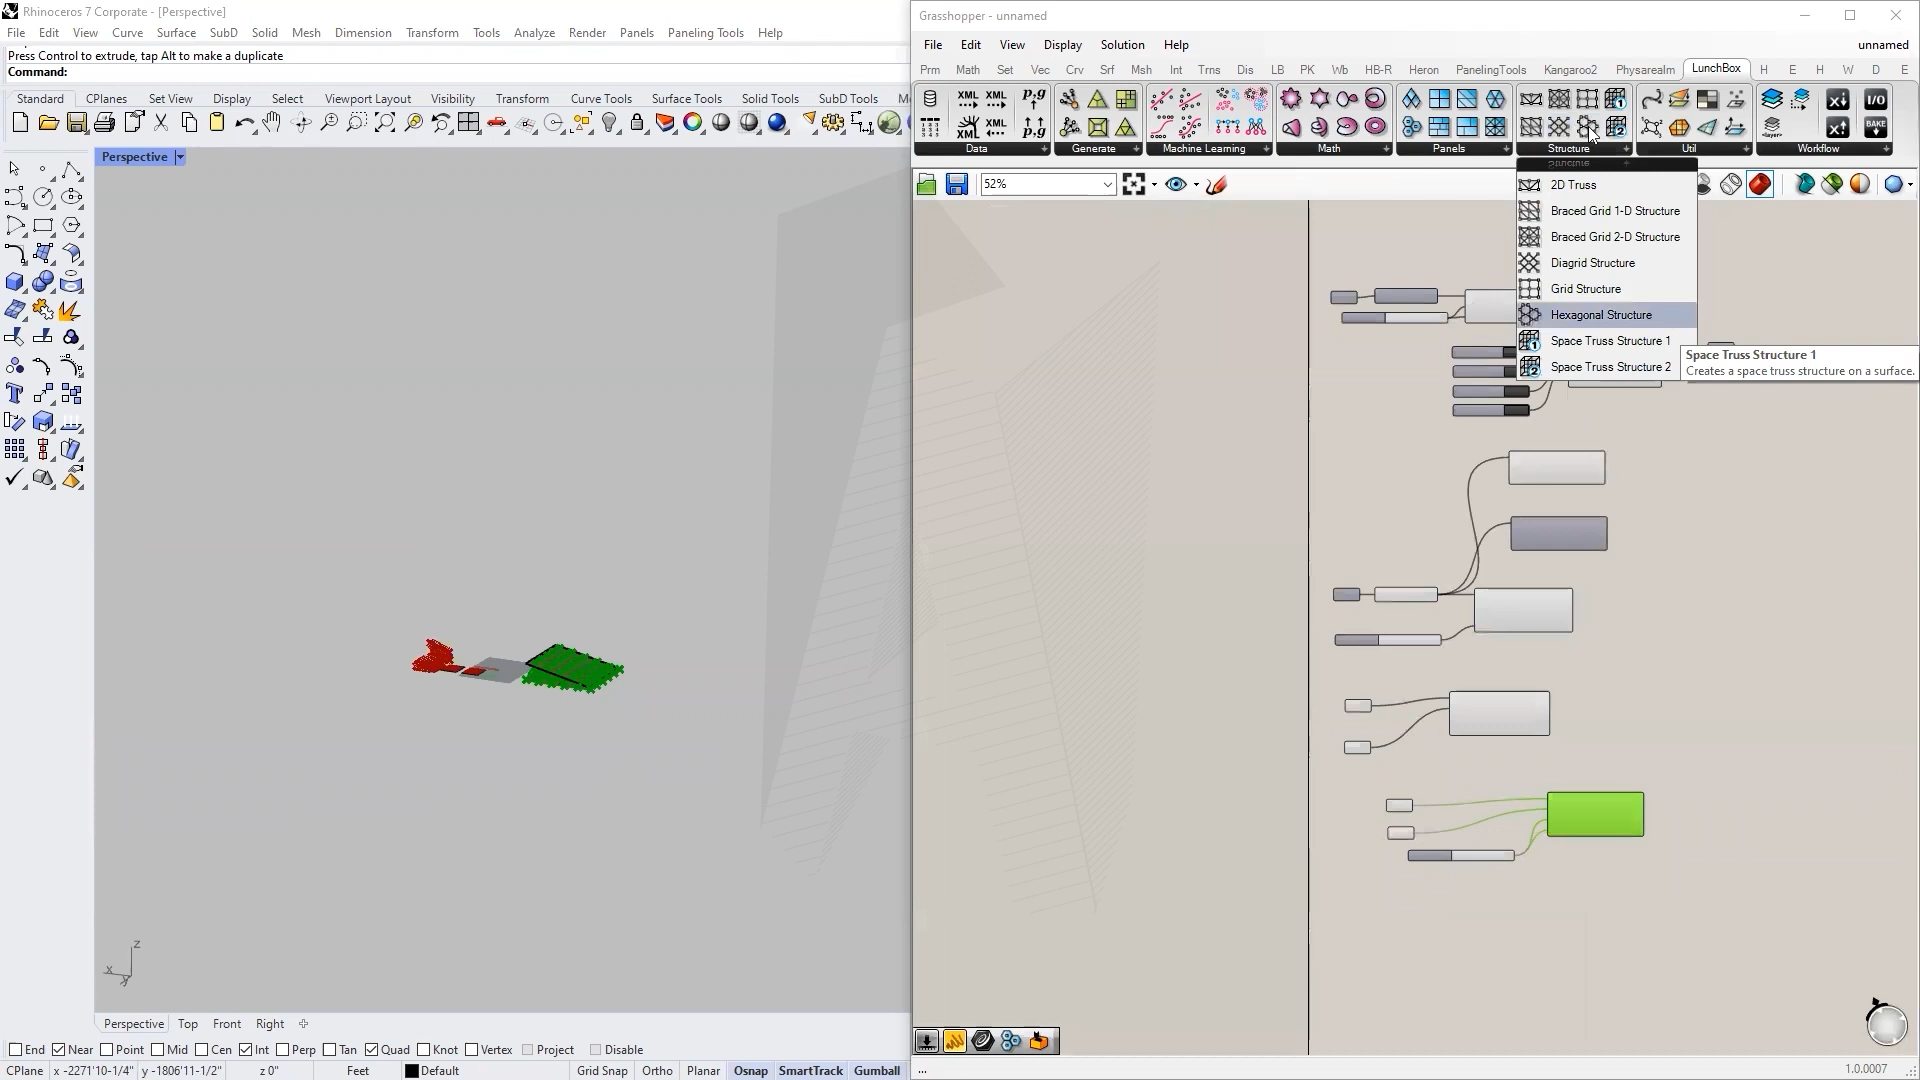 Rhinoceros 7 Corporate - [Perspective]
File Edit View Curve Surface SubD Solid Mesh Dimension Transform Tools Analyze Render Panels Paneling Tools Help
Press Control to extrude, tap Alt to make a duplicate
Command:
Standard CPlanes Set View Display Select Viewport Layout Visibility Transform Curve Tools Surface Tools Solid Tools SubD Tools
Perspective
z
x
y
Perspective Top Front Right
End Near Point Mid Cen Int Perp Tan Quad Knot Vertex Project Disable
CPlane x -2271'10-1/4" y -1806'11-1/2" z 0" Feet Default Grid Snap Ortho Planar Osnap SmartTrack Gumball
Grasshopper - unnamed
File Edit View Display Solution Help unnamed
Prm Math Set Vec Crv Srf Msh Int Trns Dis LB PK Wb HB-R Heron PanelingTools Kangaroo2 Physarealm LunchBox H E H W D E
XML XML p,g I/O
XML XML p,g BAKE
Data Generate Machine Learning Math Panels Structure Util Workflow
52%
2D Truss
Braced Grid 1-D Structure
Braced Grid 2-D Structure
Diagrid Structure
Grid Structure
Hexagonal Structure
Space Truss Structure 1
Space Truss Structure 2
Space Truss Structure 1
Creates a space truss structure on a surface.
...
1.0.0007